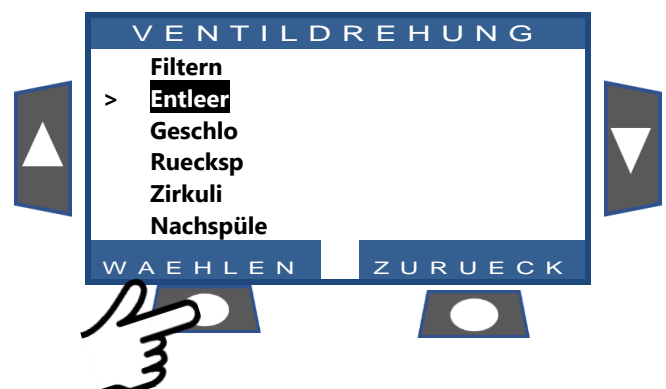 VENTILDREHUNG
Filtern
> Entleer
Geschlo
Ruecksp
Zirkuli
Nachspüle
WAEHLEN ZURUECK